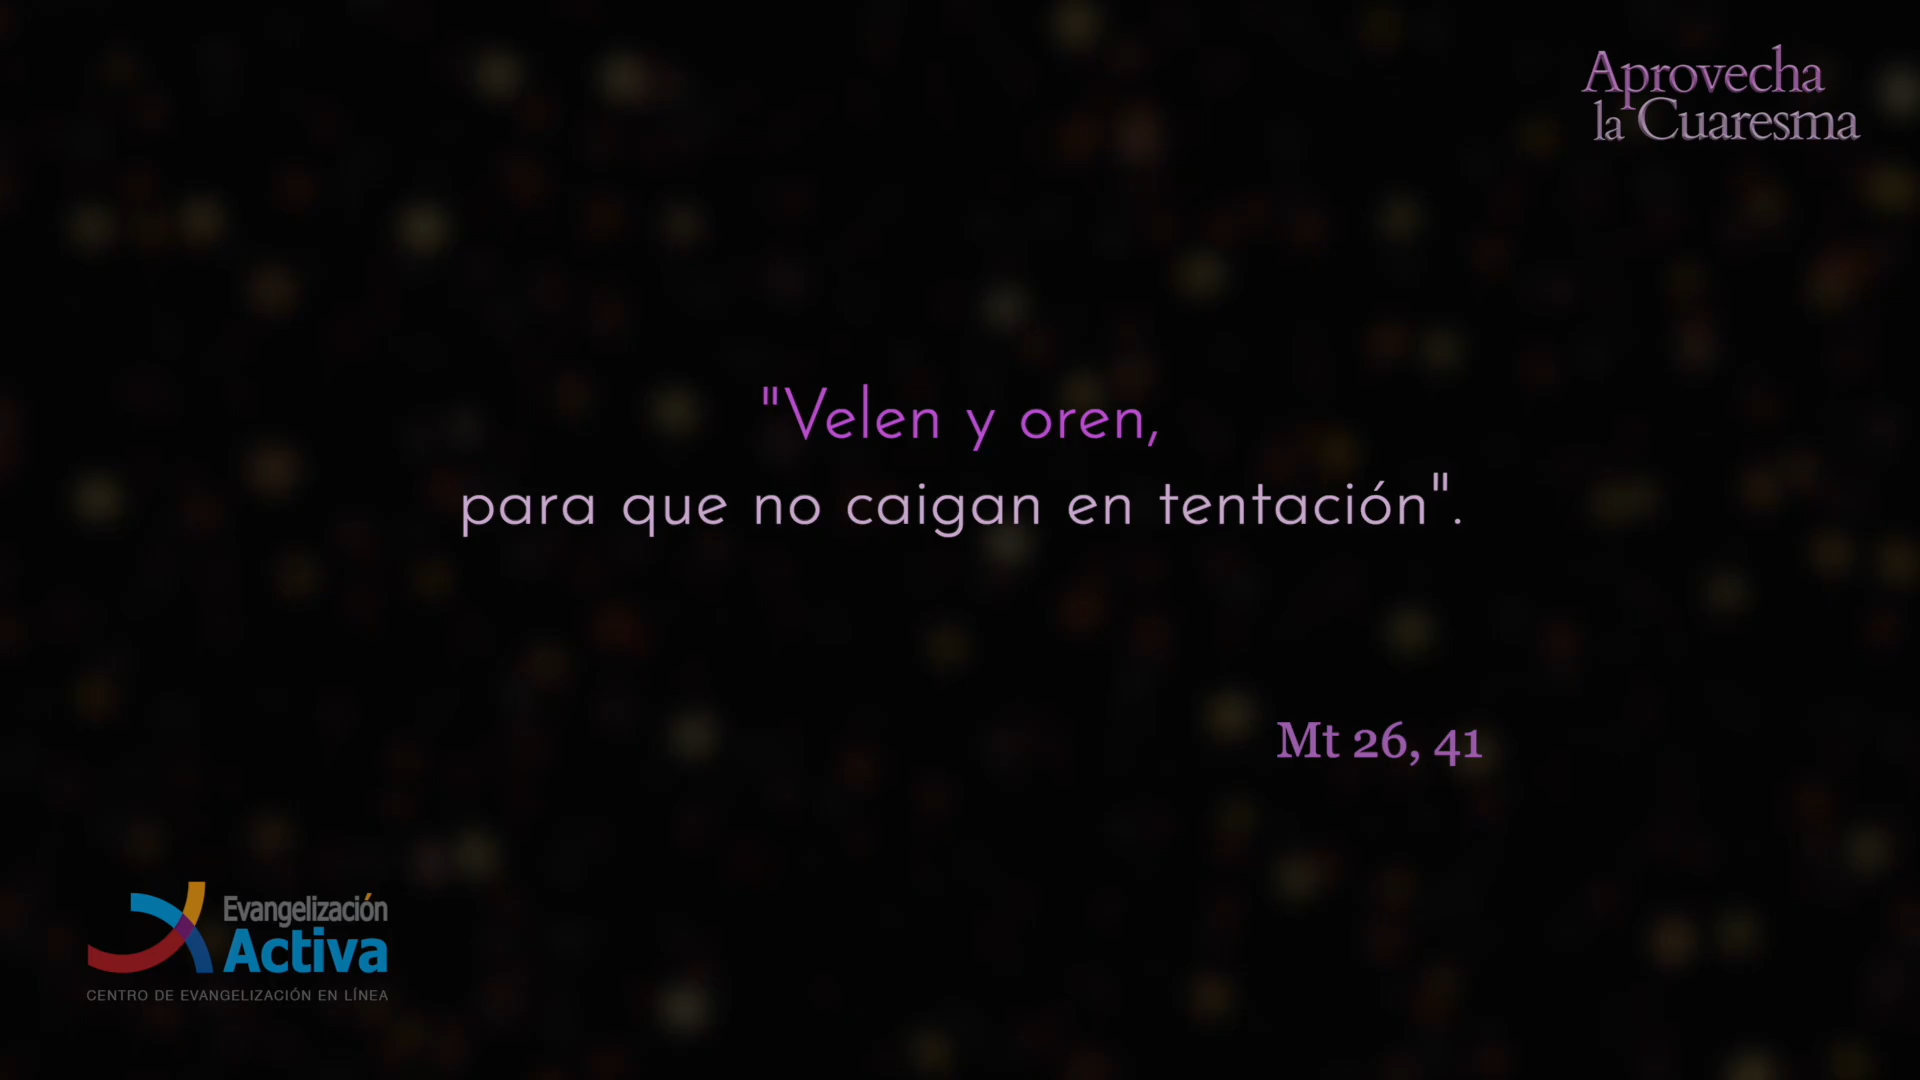 Aprovecha
la Cuaresma
"Velen y oren,
para que no caigan en tentación".
Mt 26, 41
Evangelización
Activa
CENTRO DE EVANGELIZACIÓN EN LÍNEA